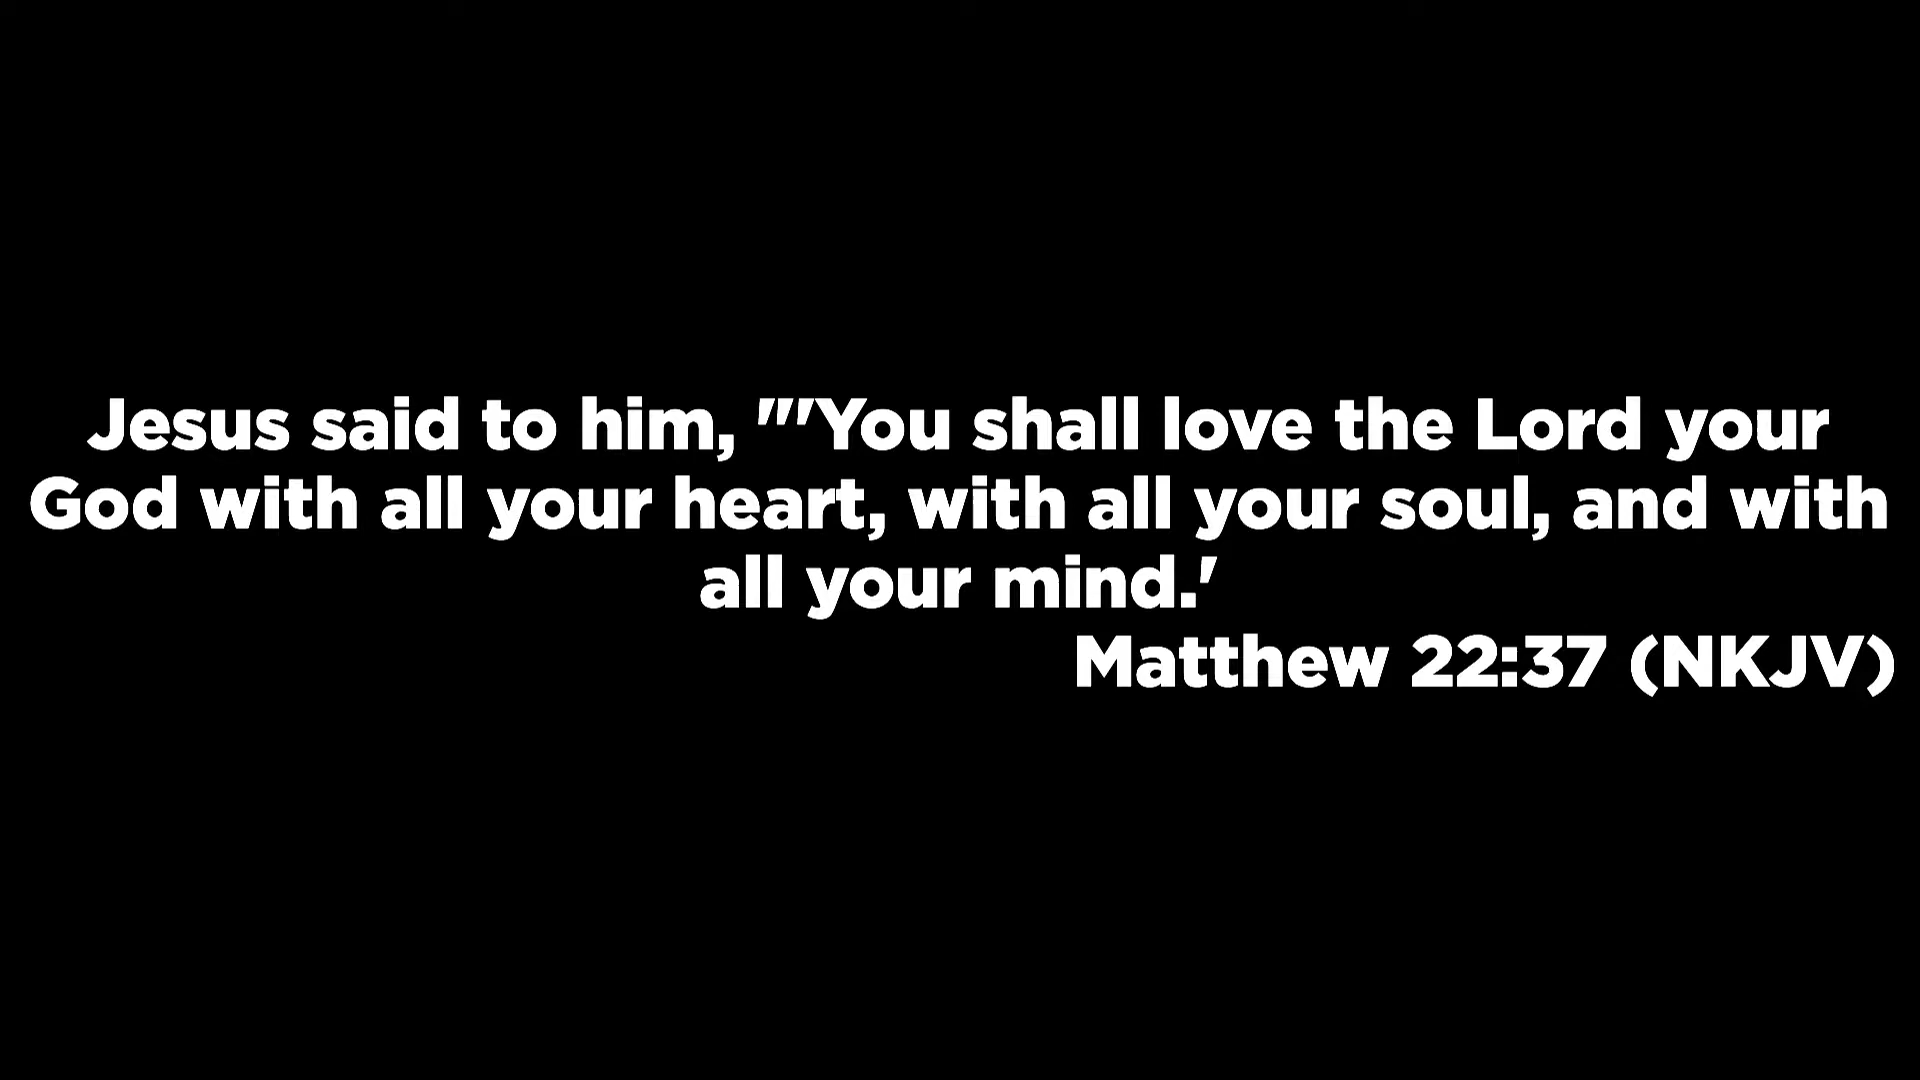 Jesus said to him, "'You shall love the Lord your
God with all your heart, with all your soul, and with
all your mind.'
Matthew 22:37 (NKJV)